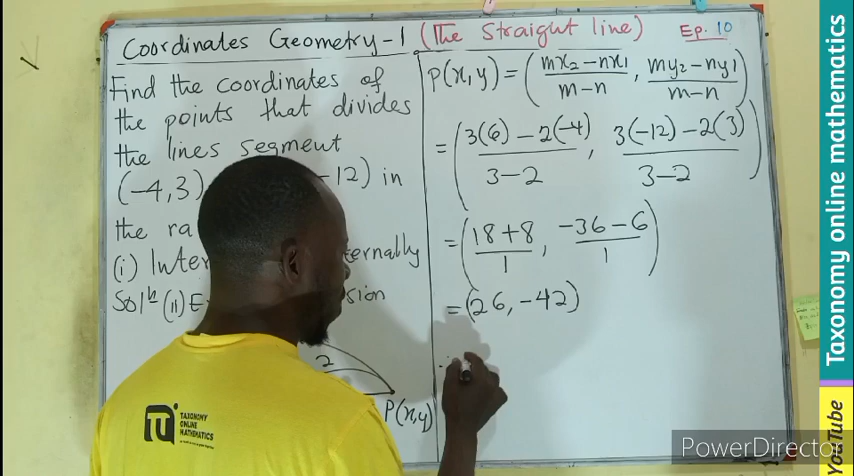 Coordinates Geometry-1 (The straight line) Ep. 10
Find the coordinates of
the points that divides
the lines segment
(-4,3) -12) in
the ra
(i) Inter ternally
Solⁿ (ii) E sion
2
P(x,y)
P(x,y) = (mx₂ - nx₁ / m-n , my₂ - ny₁ / m-n)
= (3(6) - 2(-4) / 3-2 , 3(-12) - 2(3) / 3-2)
= (18+8 / 1 , -36-6 / 1)
= (26, -42)
TAXONOMY
ONLINE
MATHEMATICS
Taxonomy online mathematics
YouTube
PowerDirector